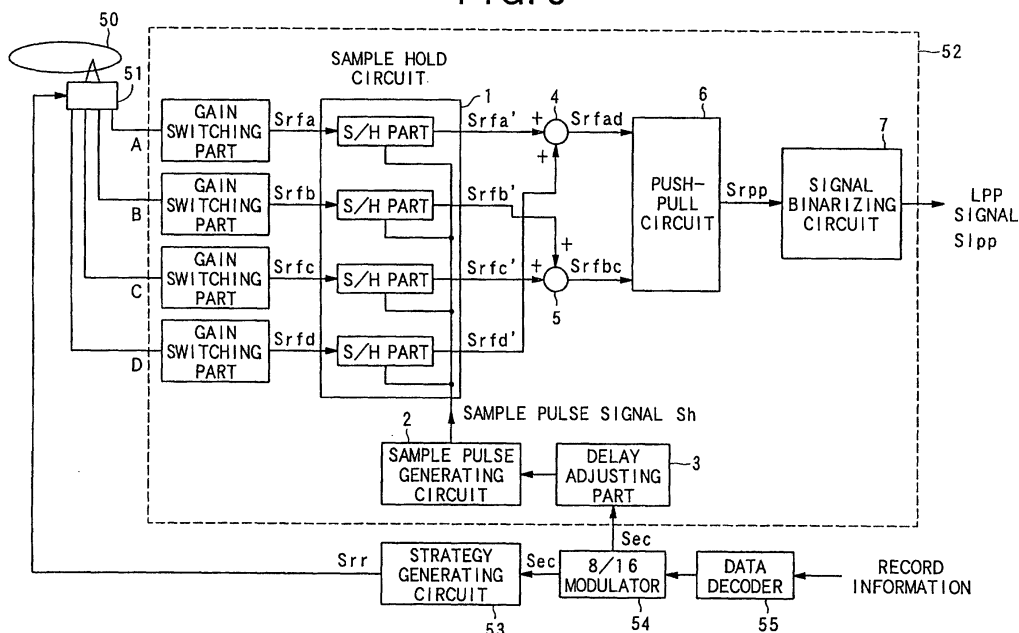 50
52
51
SAMPLE HOLD
CIRCUIT
1
A
GAIN
SWITCHING
PART
Srfa
S/H PART
Srfa'
+
4
+
Srfad
6
PUSH-
PULL
CIRCUIT
Srpp
7
SIGNAL
BINARIZING
CIRCUIT
LPP
SIGNAL
Slpp
B
GAIN
SWITCHING
PART
Srfb
S/H PART
Srfb'
+
C
GAIN
SWITCHING
PART
Srfc
S/H PART
Srfc'
+
5
Srfbc
D
GAIN
SWITCHING
PART
Srfd
S/H PART
Srfd'
SAMPLE PULSE SIGNAL Sh
2
SAMPLE PULSE
GENERATING
CIRCUIT
DELAY
ADJUSTING
PART
3
Sec
Srr
STRATEGY
GENERATING
CIRCUIT
53
Sec
8/16
MODULATOR
54
DATA
DECODER
55
RECORD
INFORMATION